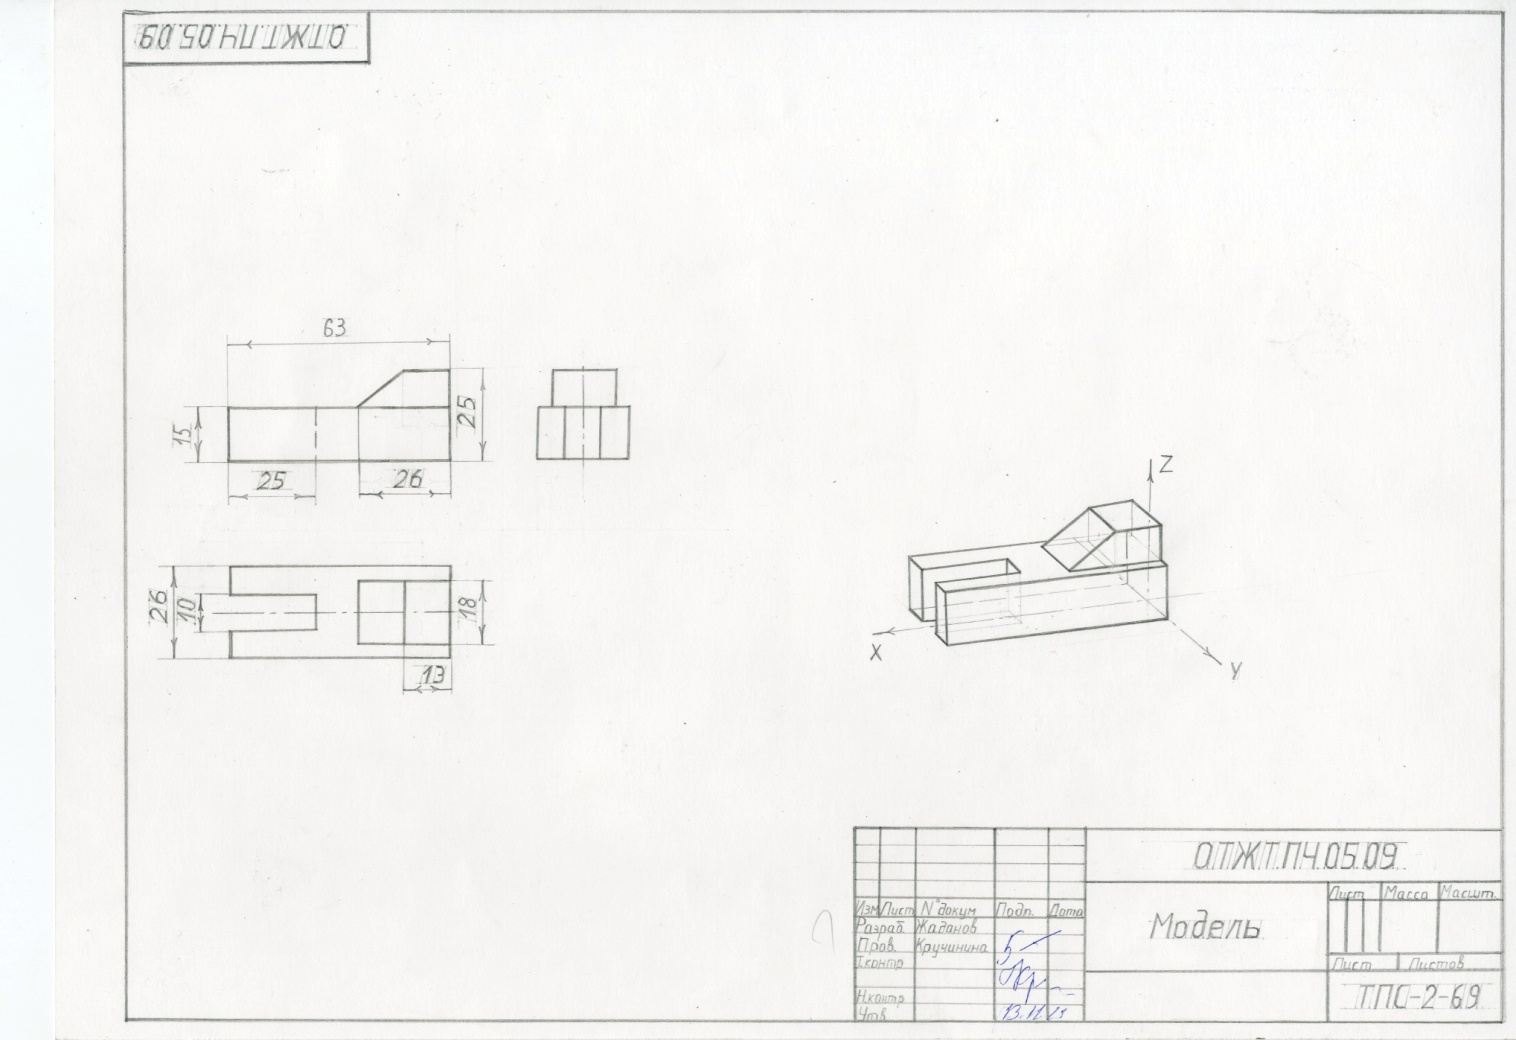 ОТЖТ.ПЧ.05.09
63
15
25
25
26
26
10
18
13
Z
X
Y
ОТЖТ.ПЧ.05.09
Изм Лист N°докум Подп. Дата
Разраб. Жаданов
Пров. Кручинина
Т.контр
Н.контр
Утв
Модель
Лист Масса Масшт.
Лист Листов
ТПС-2-69